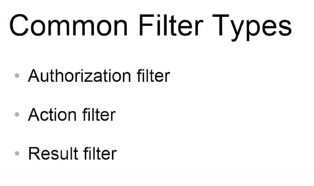 Common Filter Types
• Authorization filter
• Action filter
• Result filter